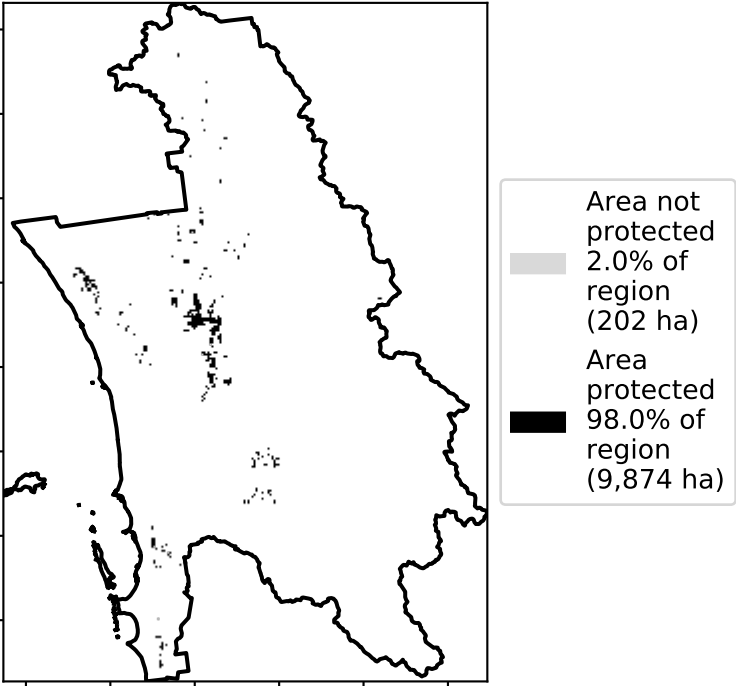 Area not
protected
2.0% of
region
(202 ha)
Area
protected
98.0% of
region
(9,874 ha)